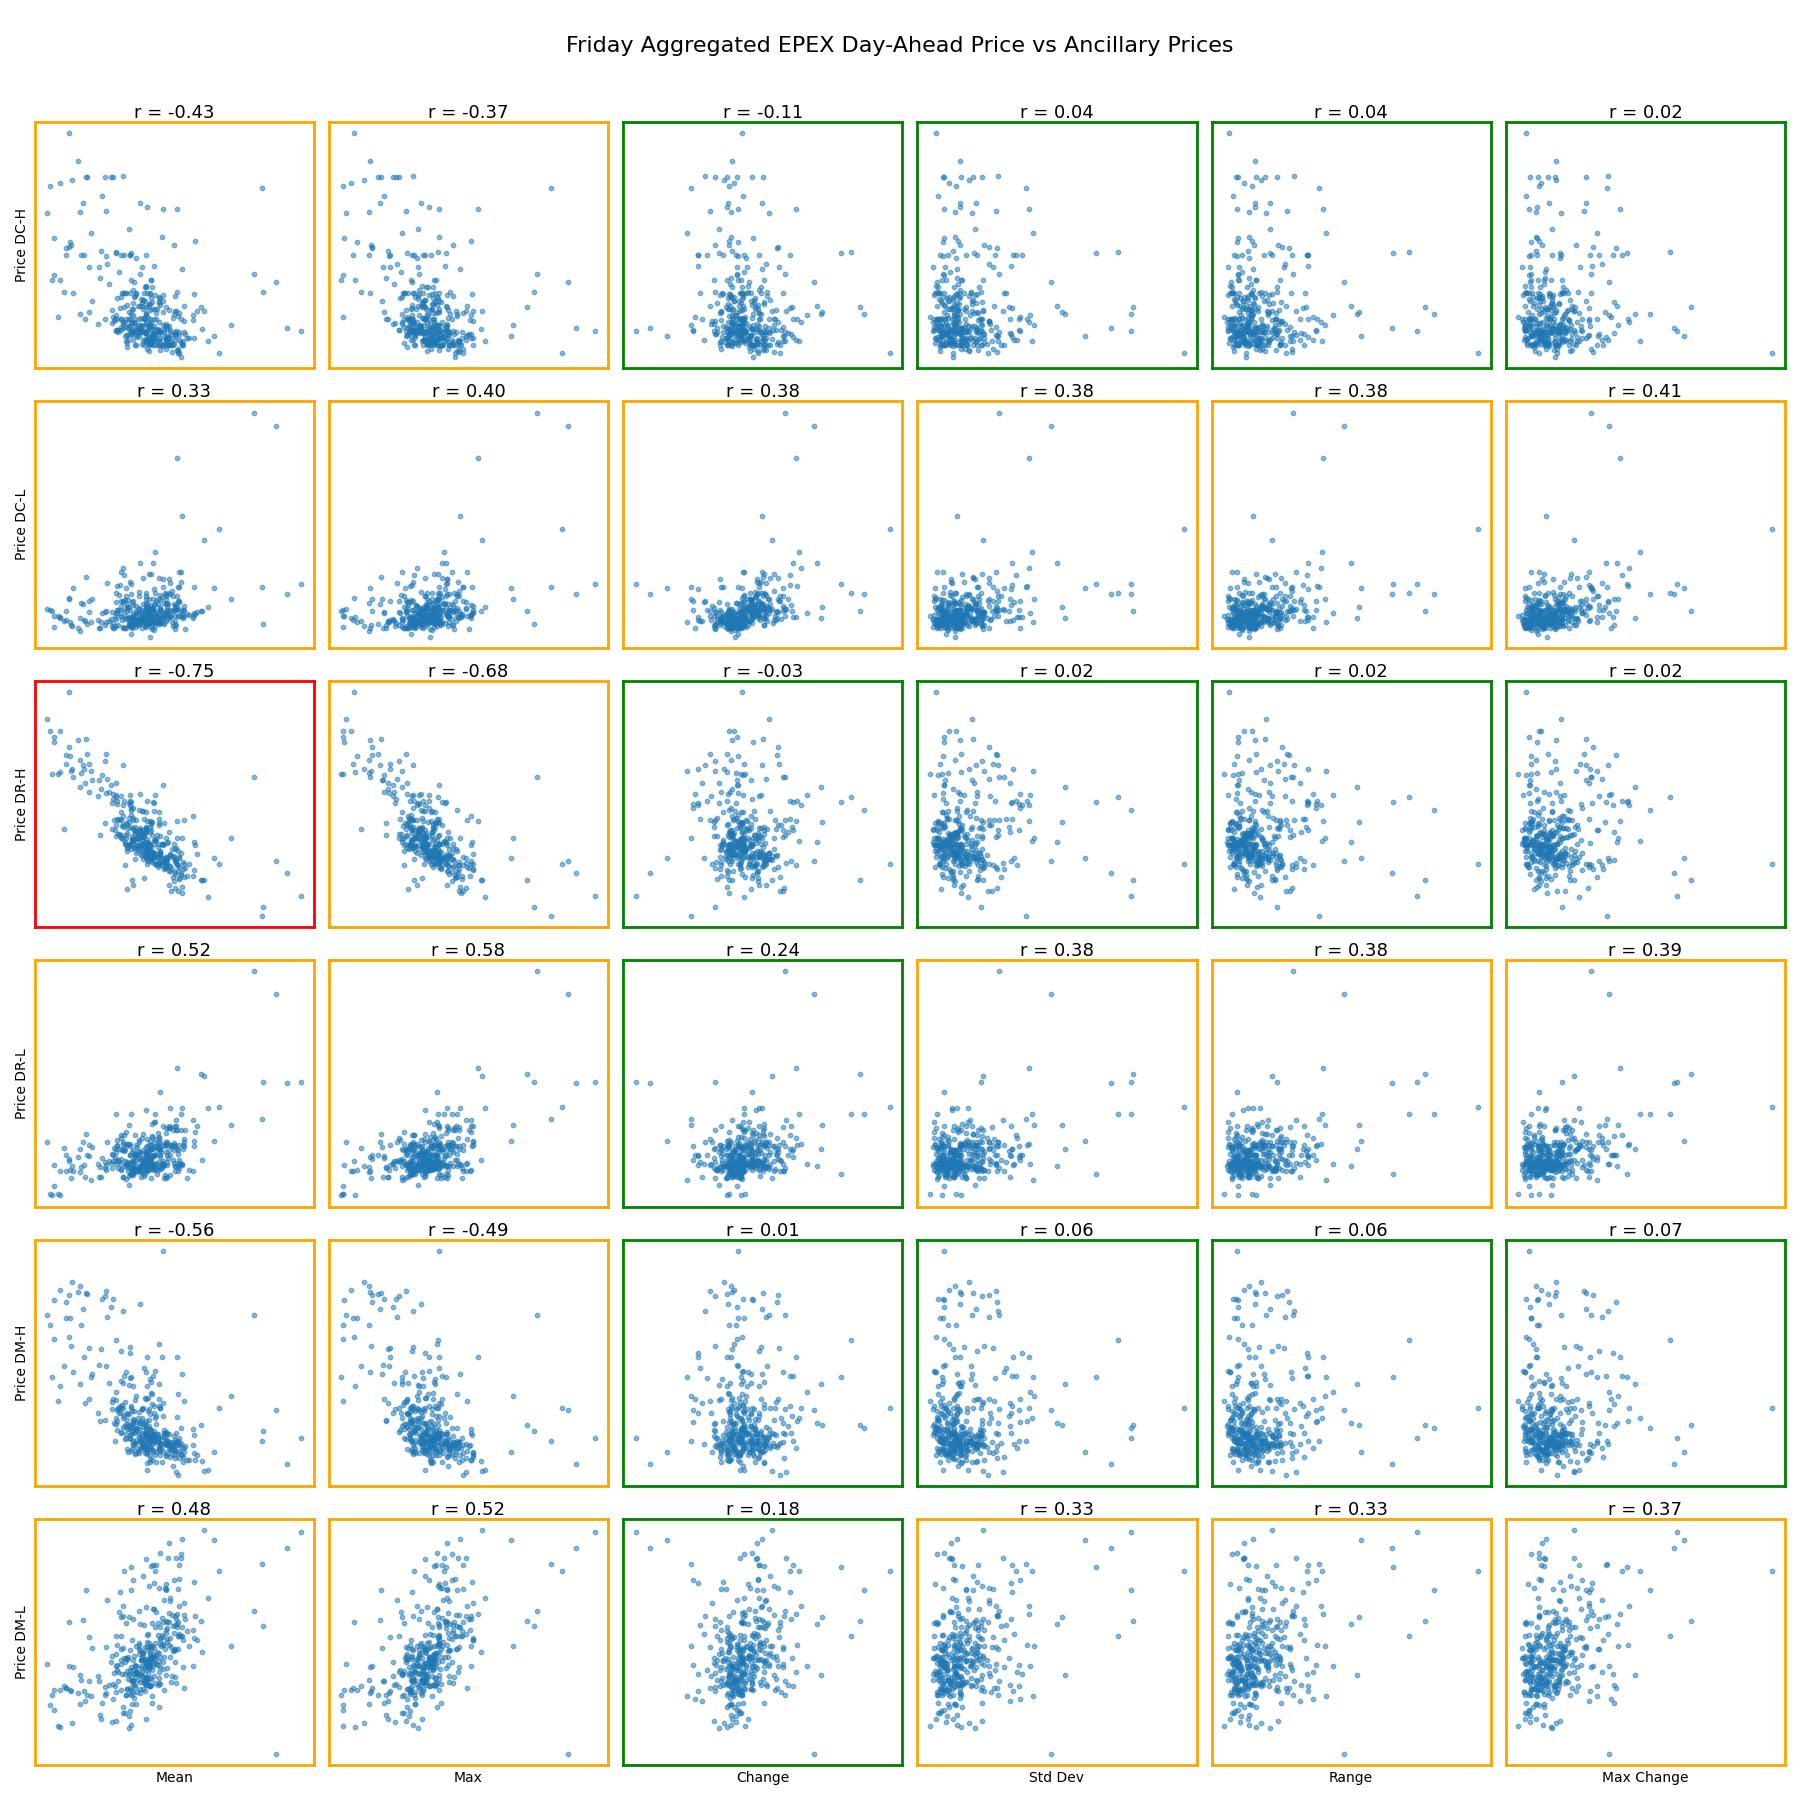 Friday Aggregated EPEX Day-Ahead Price vs Ancillary Prices
r = -0.43
r = -0.37
r = -0.11
r = 0.04
r = 0.04
r = 0.02
Price DC-H
r = 0.33
r = 0.40
r = 0.38
r = 0.38
r = 0.38
r = 0.41
Price DC-L
r = -0.75
r = -0.68
r = -0.03
r = 0.02
r = 0.02
r = 0.02
Price DR-H
r = 0.52
r = 0.58
r = 0.24
r = 0.38
r = 0.38
r = 0.39
Price DR-L
r = -0.56
r = -0.49
r = 0.01
r = 0.06
r = 0.06
r = 0.07
Price DM-H
r = 0.48
r = 0.52
r = 0.18
r = 0.33
r = 0.33
r = 0.37
Price DM-L
Mean
Max
Change
Std Dev
Range
Max Change